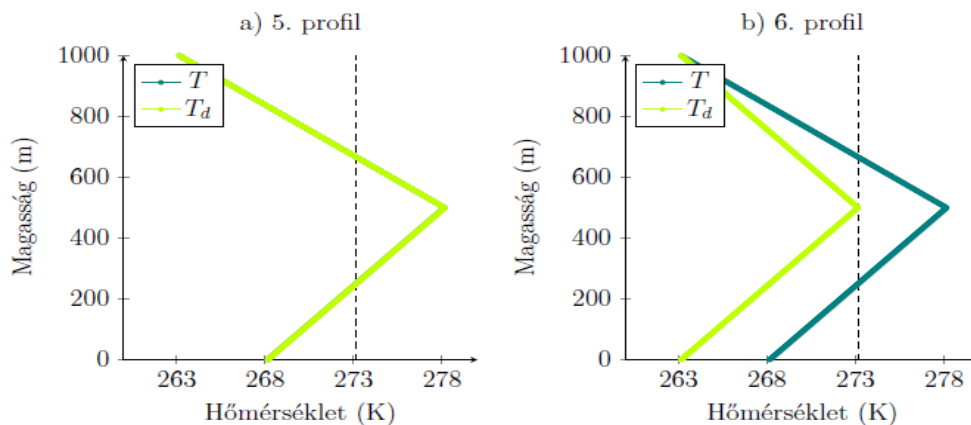 a) 5. profil
1000
800
600
400
200
0
263
268
273
278
Magasság (m)
Hőmérséklet (K)
T
T_d
b) 6. profil
1000
800
600
400
200
0
263
268
273
278
Magasság (m)
Hőmérséklet (K)
T
T_d